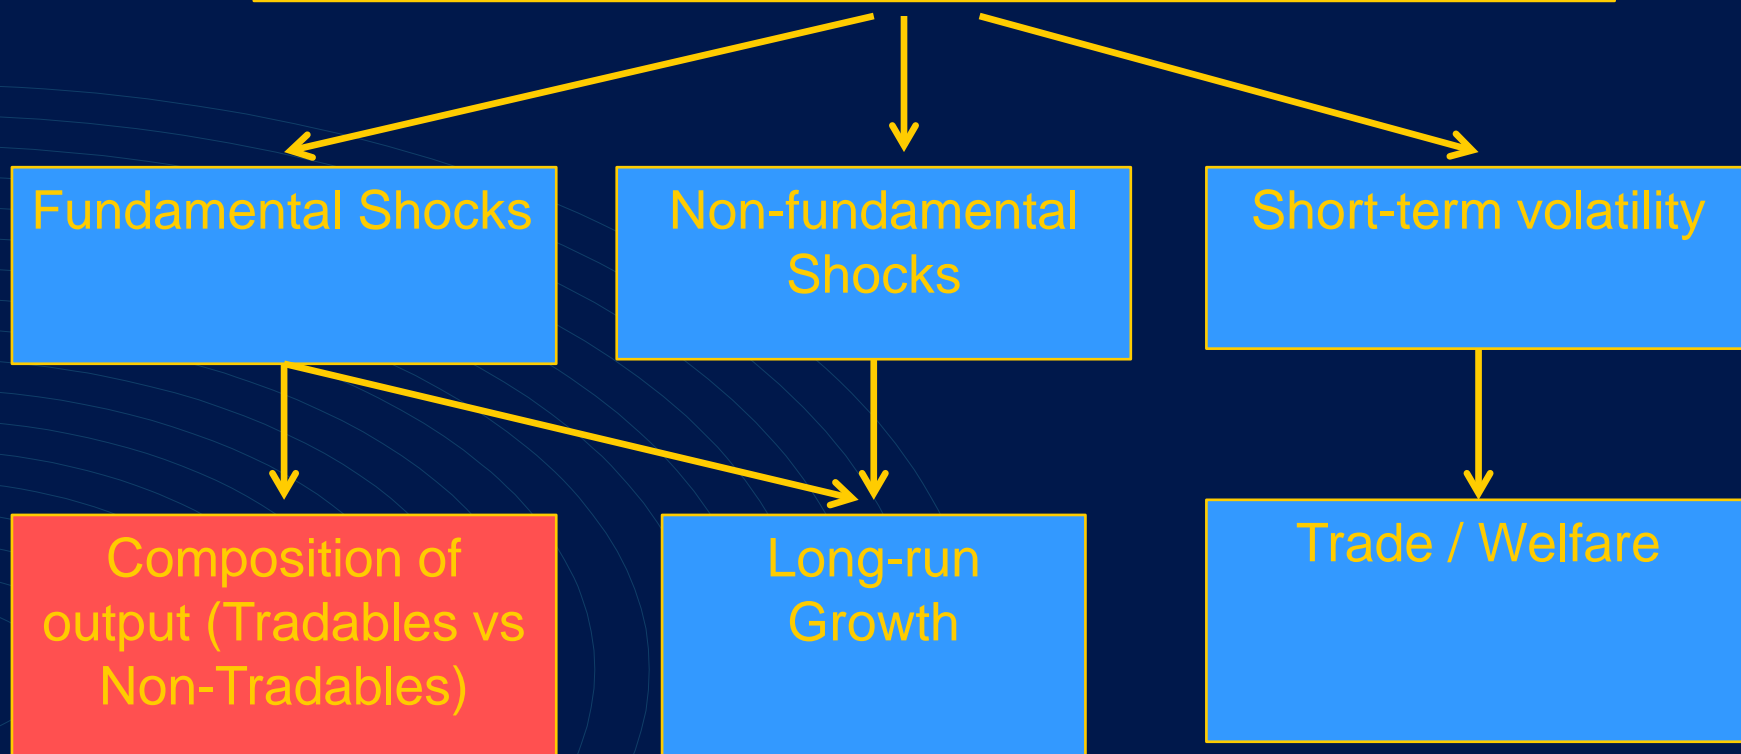 Fundamental Shocks
Non-fundamental
Shocks
Short-term volatility
Composition of
output (Tradables vs
Non-Tradables)
Long-run
Growth
Trade / Welfare